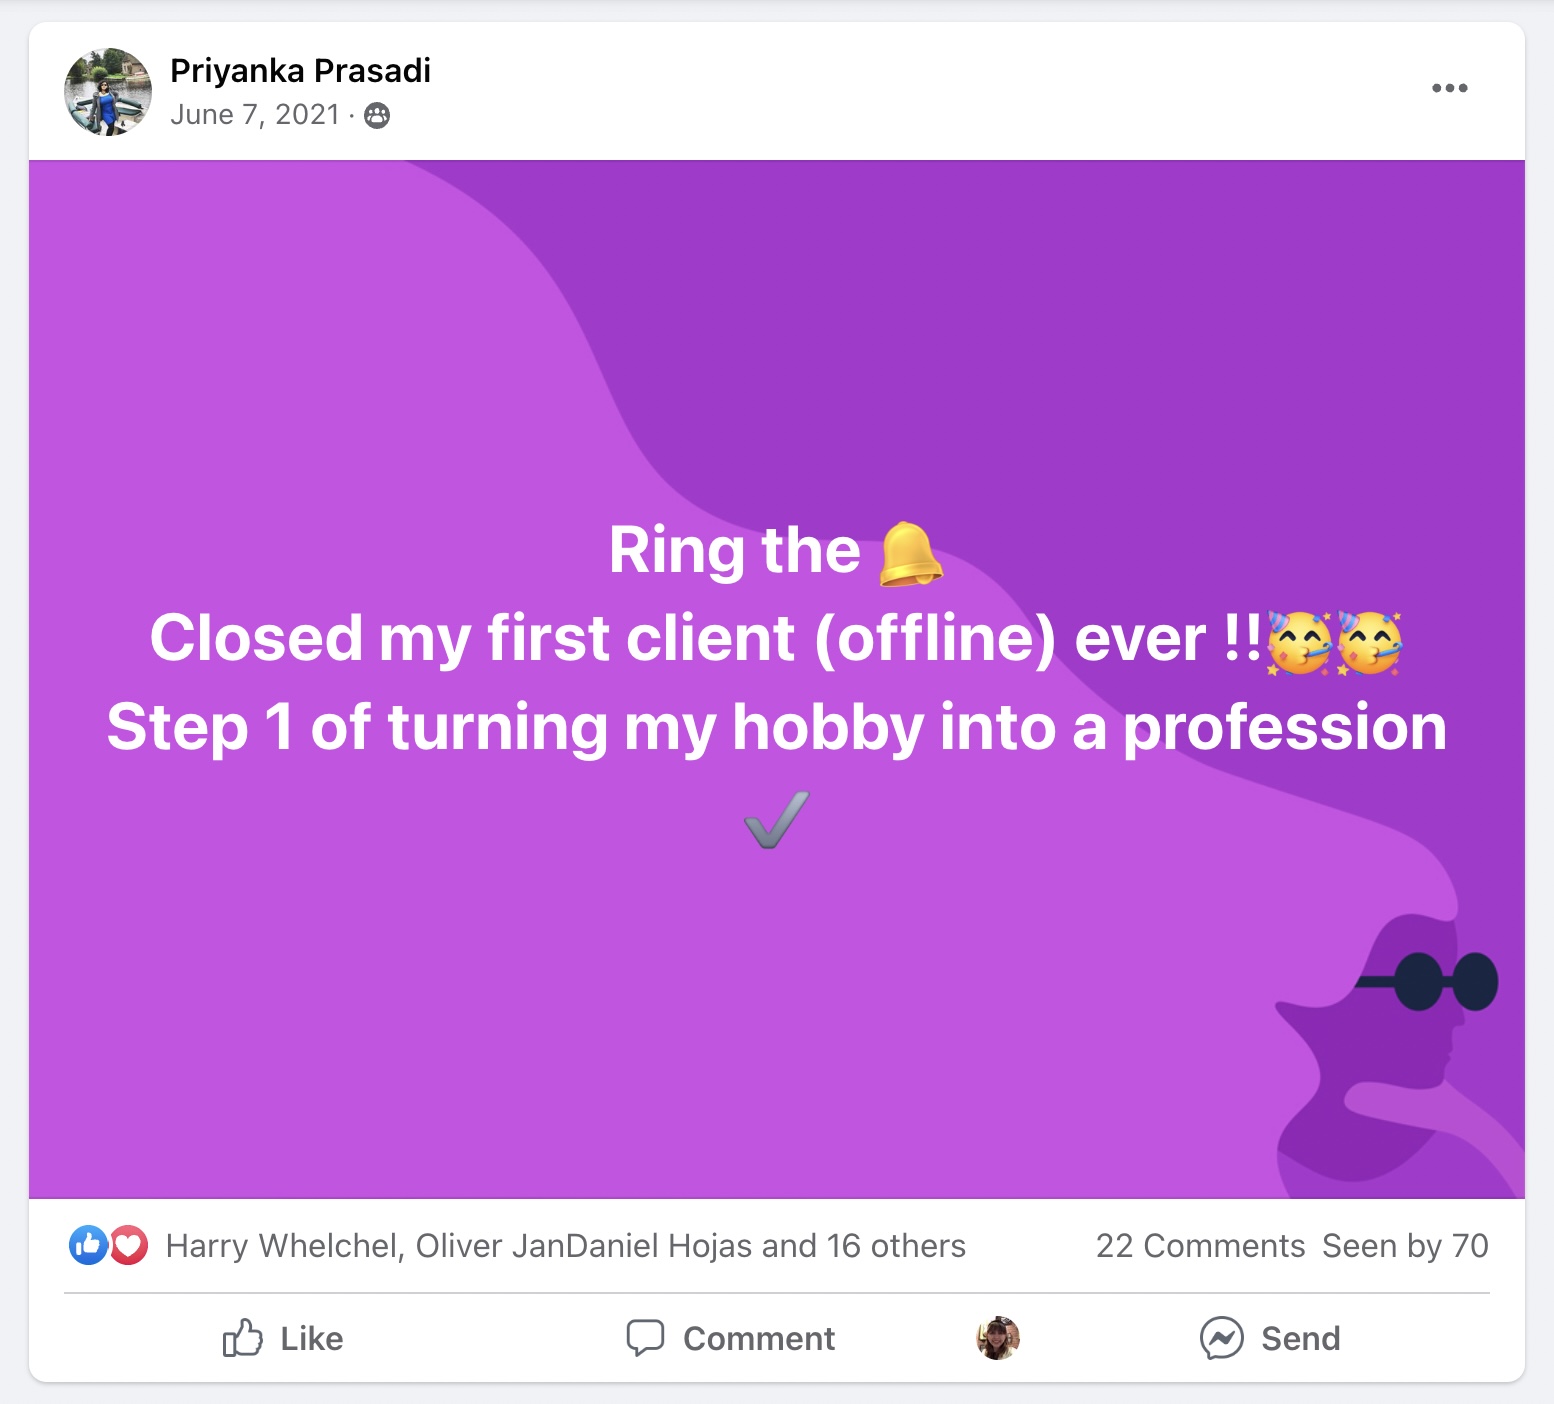 Priyanka Prasadi
June 7, 2021 ·
Ring the 🔔
Closed my first client (offline) ever !!🥳🥳
Step 1 of turning my hobby into a profession
✔️
Harry Whelchel, Oliver JanDaniel Hojas and 16 others
22 Comments Seen by 70
Like
Comment
Send